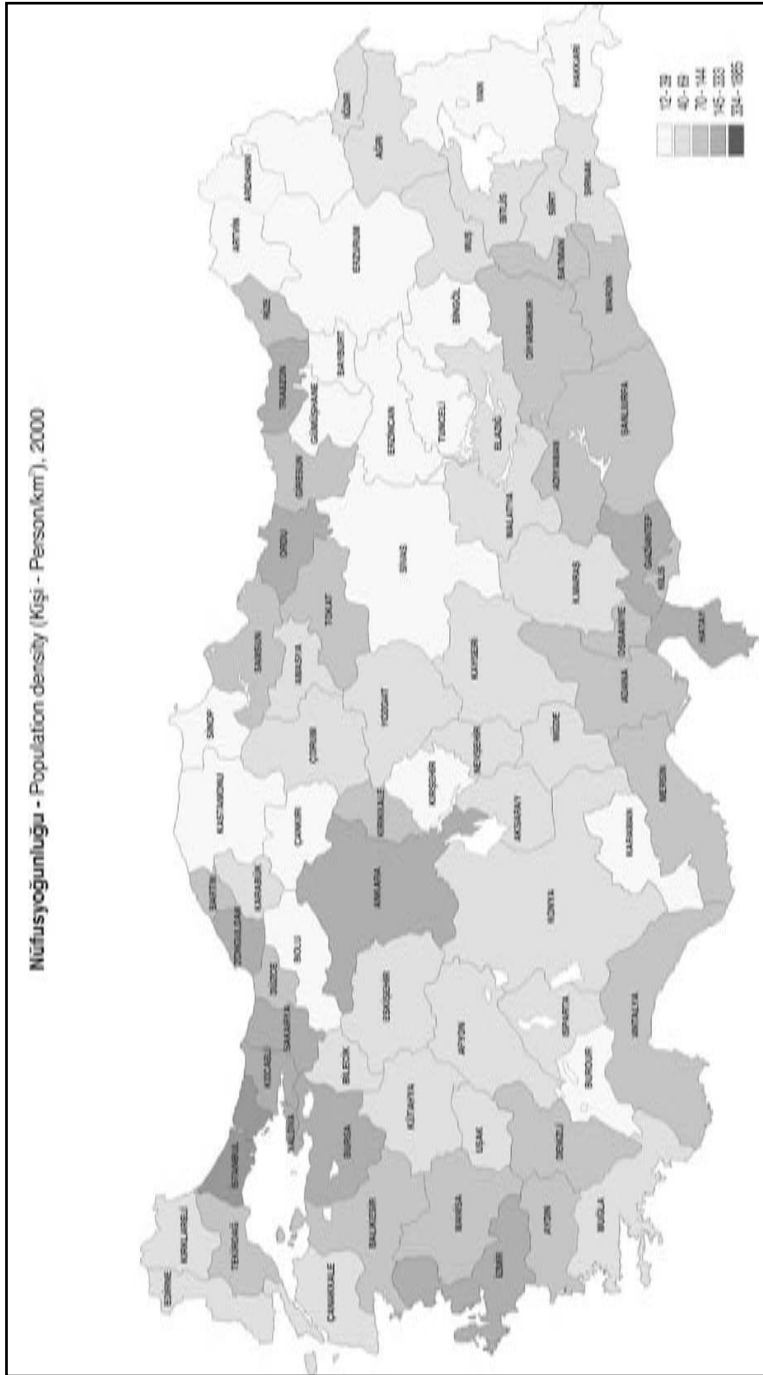 Nüfusyoğunluğu - Population density (Kişi - Person/km²), 2000
EDİRNE
KIRKLARELİ
TEKİRDAĞ
İSTANBUL
ÇANAKKALE
YALOVA
KOCAELİ
SAKARYA
DÜZCE
ZONGULDAK
BARTIN
KARABÜK
KASTAMONU
SİNOP
BOLU
ÇANKIRI
SAMSUN
ORDU
GİRESUN
TRABZON
RİZE
ARTVİN
ARDAHAN
BALIKESİR
BURSA
BİLECİK
ESKİŞEHİR
ANKARA
KIRIKKALE
ÇORUM
AMASYA
TOKAT
GÜMÜŞHANE
BAYBURT
ERZURUM
IĞDIR
AĞRI
KÜTAHYA
KIRŞEHİR
YOZGAT
SİVAS
ERZİNCAN
TUNCELİ
BİNGÖL
MUŞ
VAN
BİTLİS
MANİSA
UŞAK
AFYON
AKSARAY
NEVŞEHİR
KAYSERİ
MALATYA
ELAZIĞ
DİYARBAKIR
BATMAN
SİİRT
ŞIRNAK
HAKKARİ
İZMİR
AYDIN
DENİZLİ
ISPARTA
BURDUR
KONYA
NİĞDE
K.MARAŞ
ADIYAMAN
ŞANLIURFA
MARDİN
MUĞLA
ANTALYA
KARAMAN
MERSİN
ADANA
OSMANİYE
GAZİANTEP
KİLİS
HATAY
12 - 39
40 - 69
70 - 144
145 - 333
334 - 1885